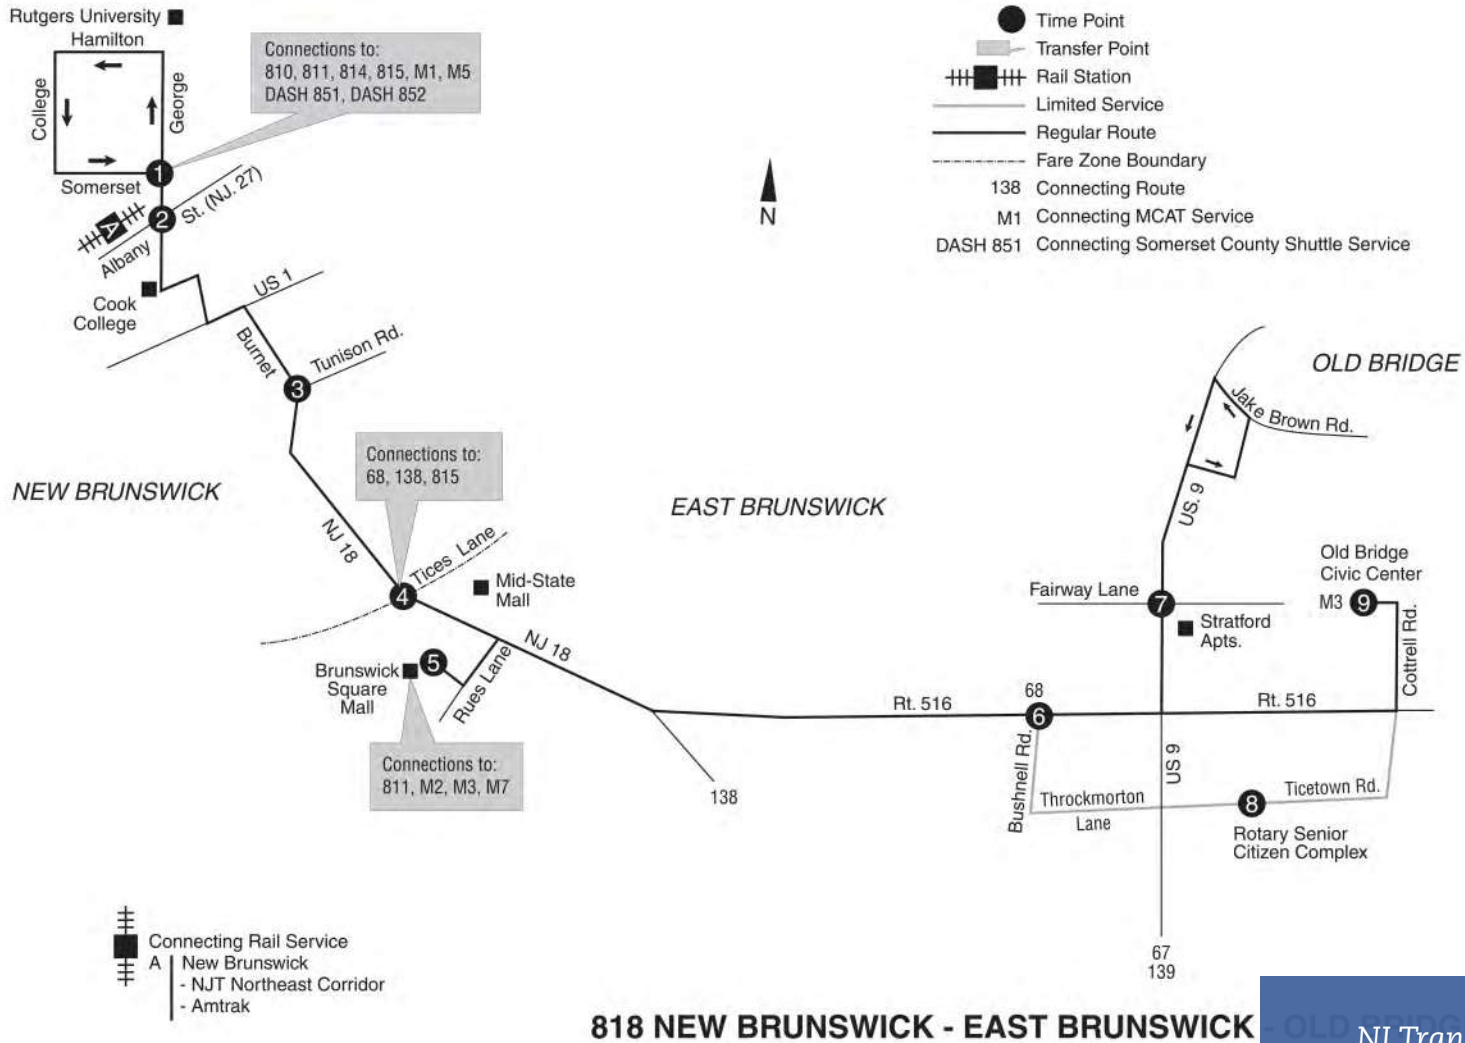 Rutgers University
Hamilton
College
George
Somerset
Connections to:
810, 811, 814, 815, M1, M5
DASH 851, DASH 852
1
2
St. (NJ. 27)
A
Albany
Cook
College
US 1
Burnet
Tunison Rd.
3
Time Point
Transfer Point
Rail Station
Limited Service
Regular Route
Fare Zone Boundary
138 Connecting Route
M1 Connecting MCAT Service
DASH 851 Connecting Somerset County Shuttle Service
N
NEW BRUNSWICK
EAST BRUNSWICK
OLD BRIDGE
Connections to:
68, 138, 815
NJ 18
Tices Lane
4
Mid-State
Mall
Brunswick
Square
Mall
5
Rues Lane
NJ 18
Connections to:
811, M2, M3, M7
138
Jake Brown Rd.
US. 9
Fairway Lane
7
Stratford
Apts.
Old Bridge
Civic Center
M3
9
Cottrell Rd.
Rt. 516
68
6
Rt. 516
Bushnell Rd.
US 9
Throckmorton
Lane
8
Ticetown Rd.
Rotary Senior
Citizen Complex
67
139
Connecting Rail Service
A New Brunswick
- NJT Northeast Corridor
- Amtrak
818 NEW BRUNSWICK - EAST BRUNSWICK - OLD BRIDG
NJ Tran